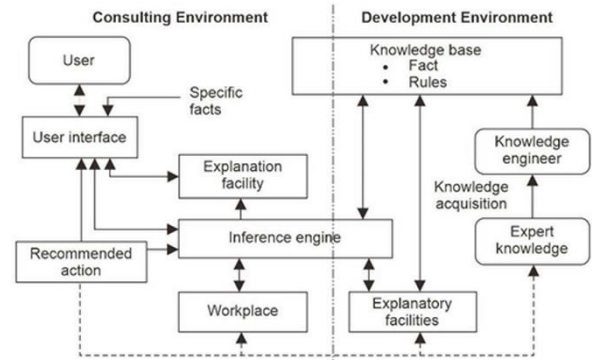 Consulting Environment
Development Environment
User
Specific
facts
User interface
Explanation
facility
Inference engine
Recommended
action
Workplace
Knowledge base
• Fact
• Rules
Knowledge
engineer
Knowledge
acquisition
Expert
knowledge
Explanatory
facilities